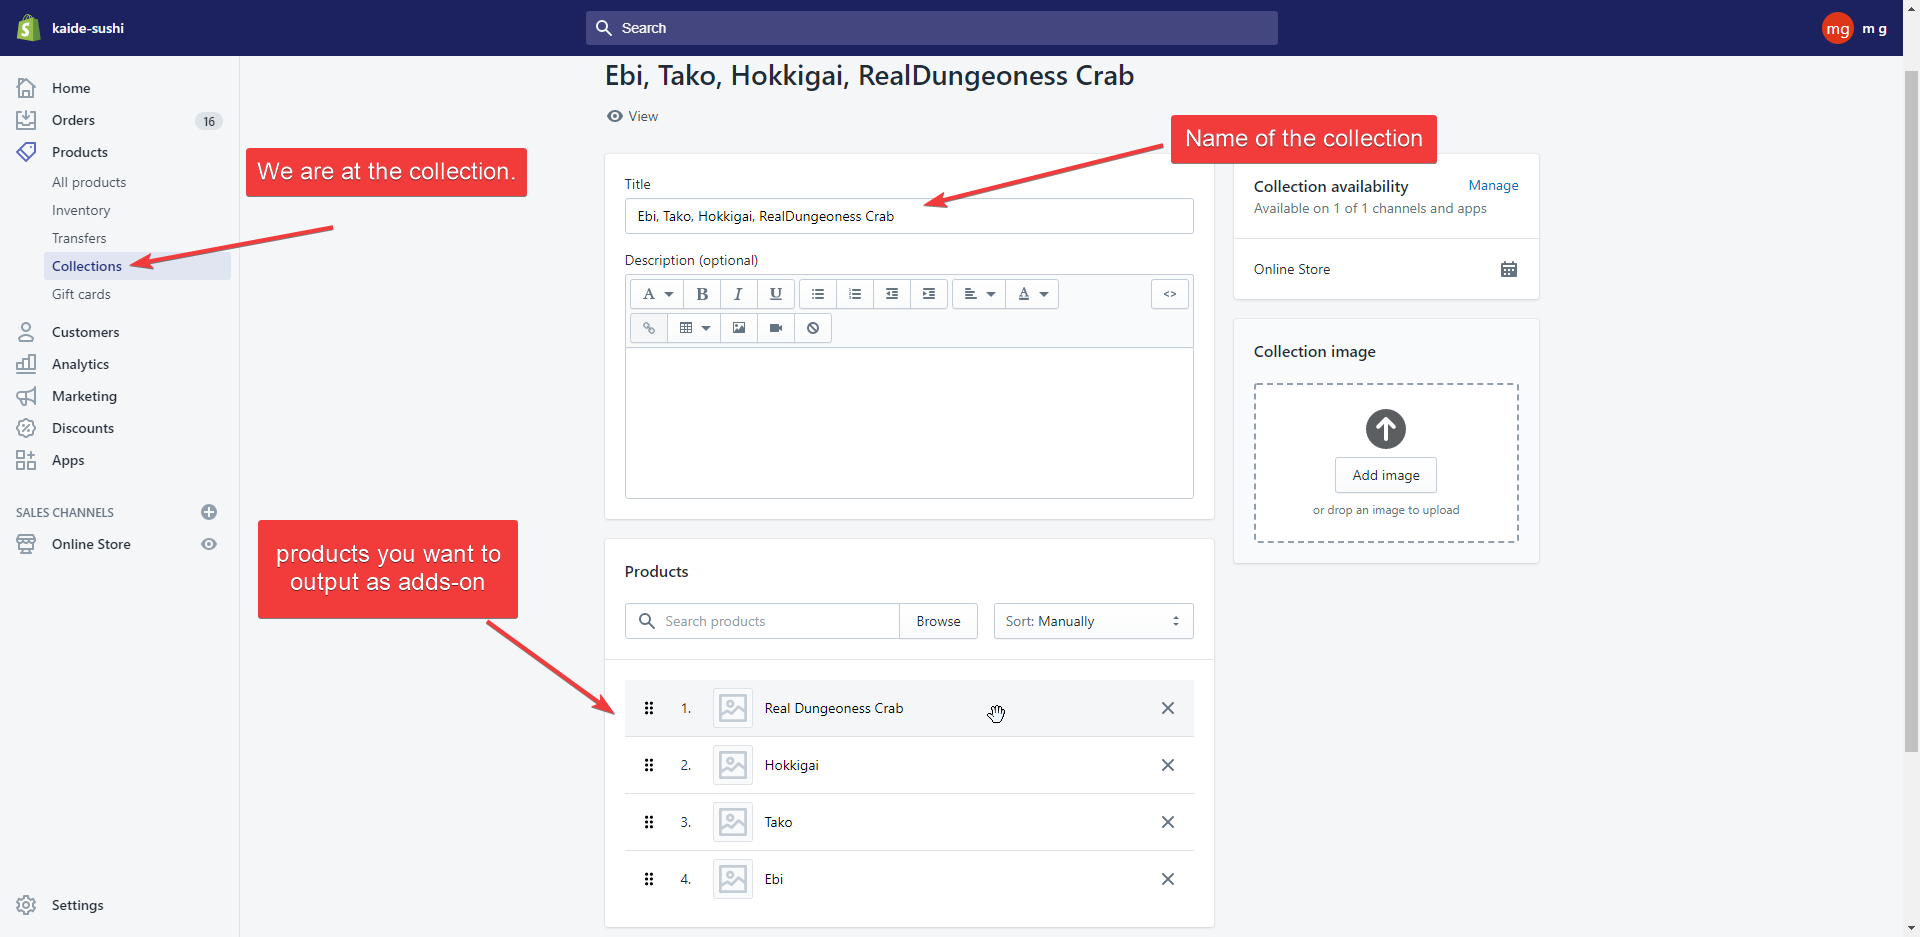 kaide-sushi
Search
mg
m g
Home
Orders
16
Products
All products
Inventory
Transfers
Collections
Gift cards
Customers
Analytics
Marketing
Discounts
Apps
SALES CHANNELS
Online Store
Settings
We are at the collection.
products you want to
output as adds-on
Ebi, Tako, Hokkigai, RealDungeoness Crab
View
Name of the collection
Title
Ebi, Tako, Hokkigai, RealDungeoness Crab
Description (optional)
A B I U A <>
Products
Search products
Browse
Sort: Manually
1. Real Dungeoness Crab
2. Hokkigai
3. Tako
4. Ebi
Collection availability
Manage
Available on 1 of 1 channels and apps
Online Store
Collection image
Add image
or drop an image to upload